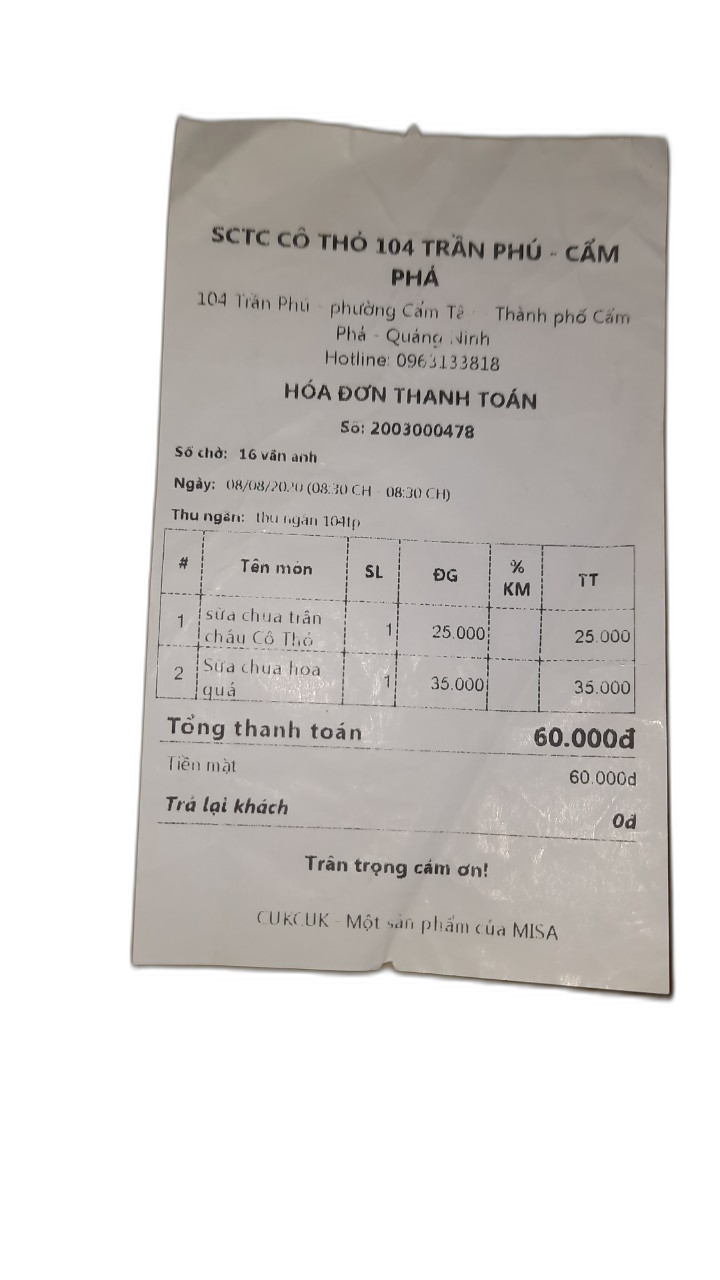 SCTC CÔ THỎ 104 TRẦN PHÚ - CẨM
PHẢ
104 Trần Phú - phường Cẩm Thành phố Cẩm
Phả - Quảng Ninh
Hotline: 0963133818
HÓA ĐƠN THANH TOÁN
Số: 2003000478
Số chờ: 16 vân anh
Ngày: 08/08/2020 (08:30 CH - 08:30 CH)
Thu ngân: thu ngân 104tp
# Tên món SL ĐG % KM TT
1 sữa chua trân châu Cô Thỏ 1 25.000 25.000
2 Sữa chua hoa quả 1 35.000 35.000
Tổng thanh toán 60.000đ
Tiền mặt 60.000đ
Trả lại khách 0đ
Trân trọng cảm ơn!
CUKCUK - Một sản phẩm của MISA